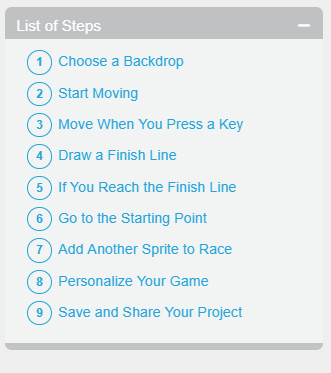 List of Steps
1 Choose a Backdrop
2 Start Moving
3 Move When You Press a Key
4 Draw a Finish Line
5 If You Reach the Finish Line
6 Go to the Starting Point
7 Add Another Sprite to Race
8 Personalize Your Game
9 Save and Share Your Project